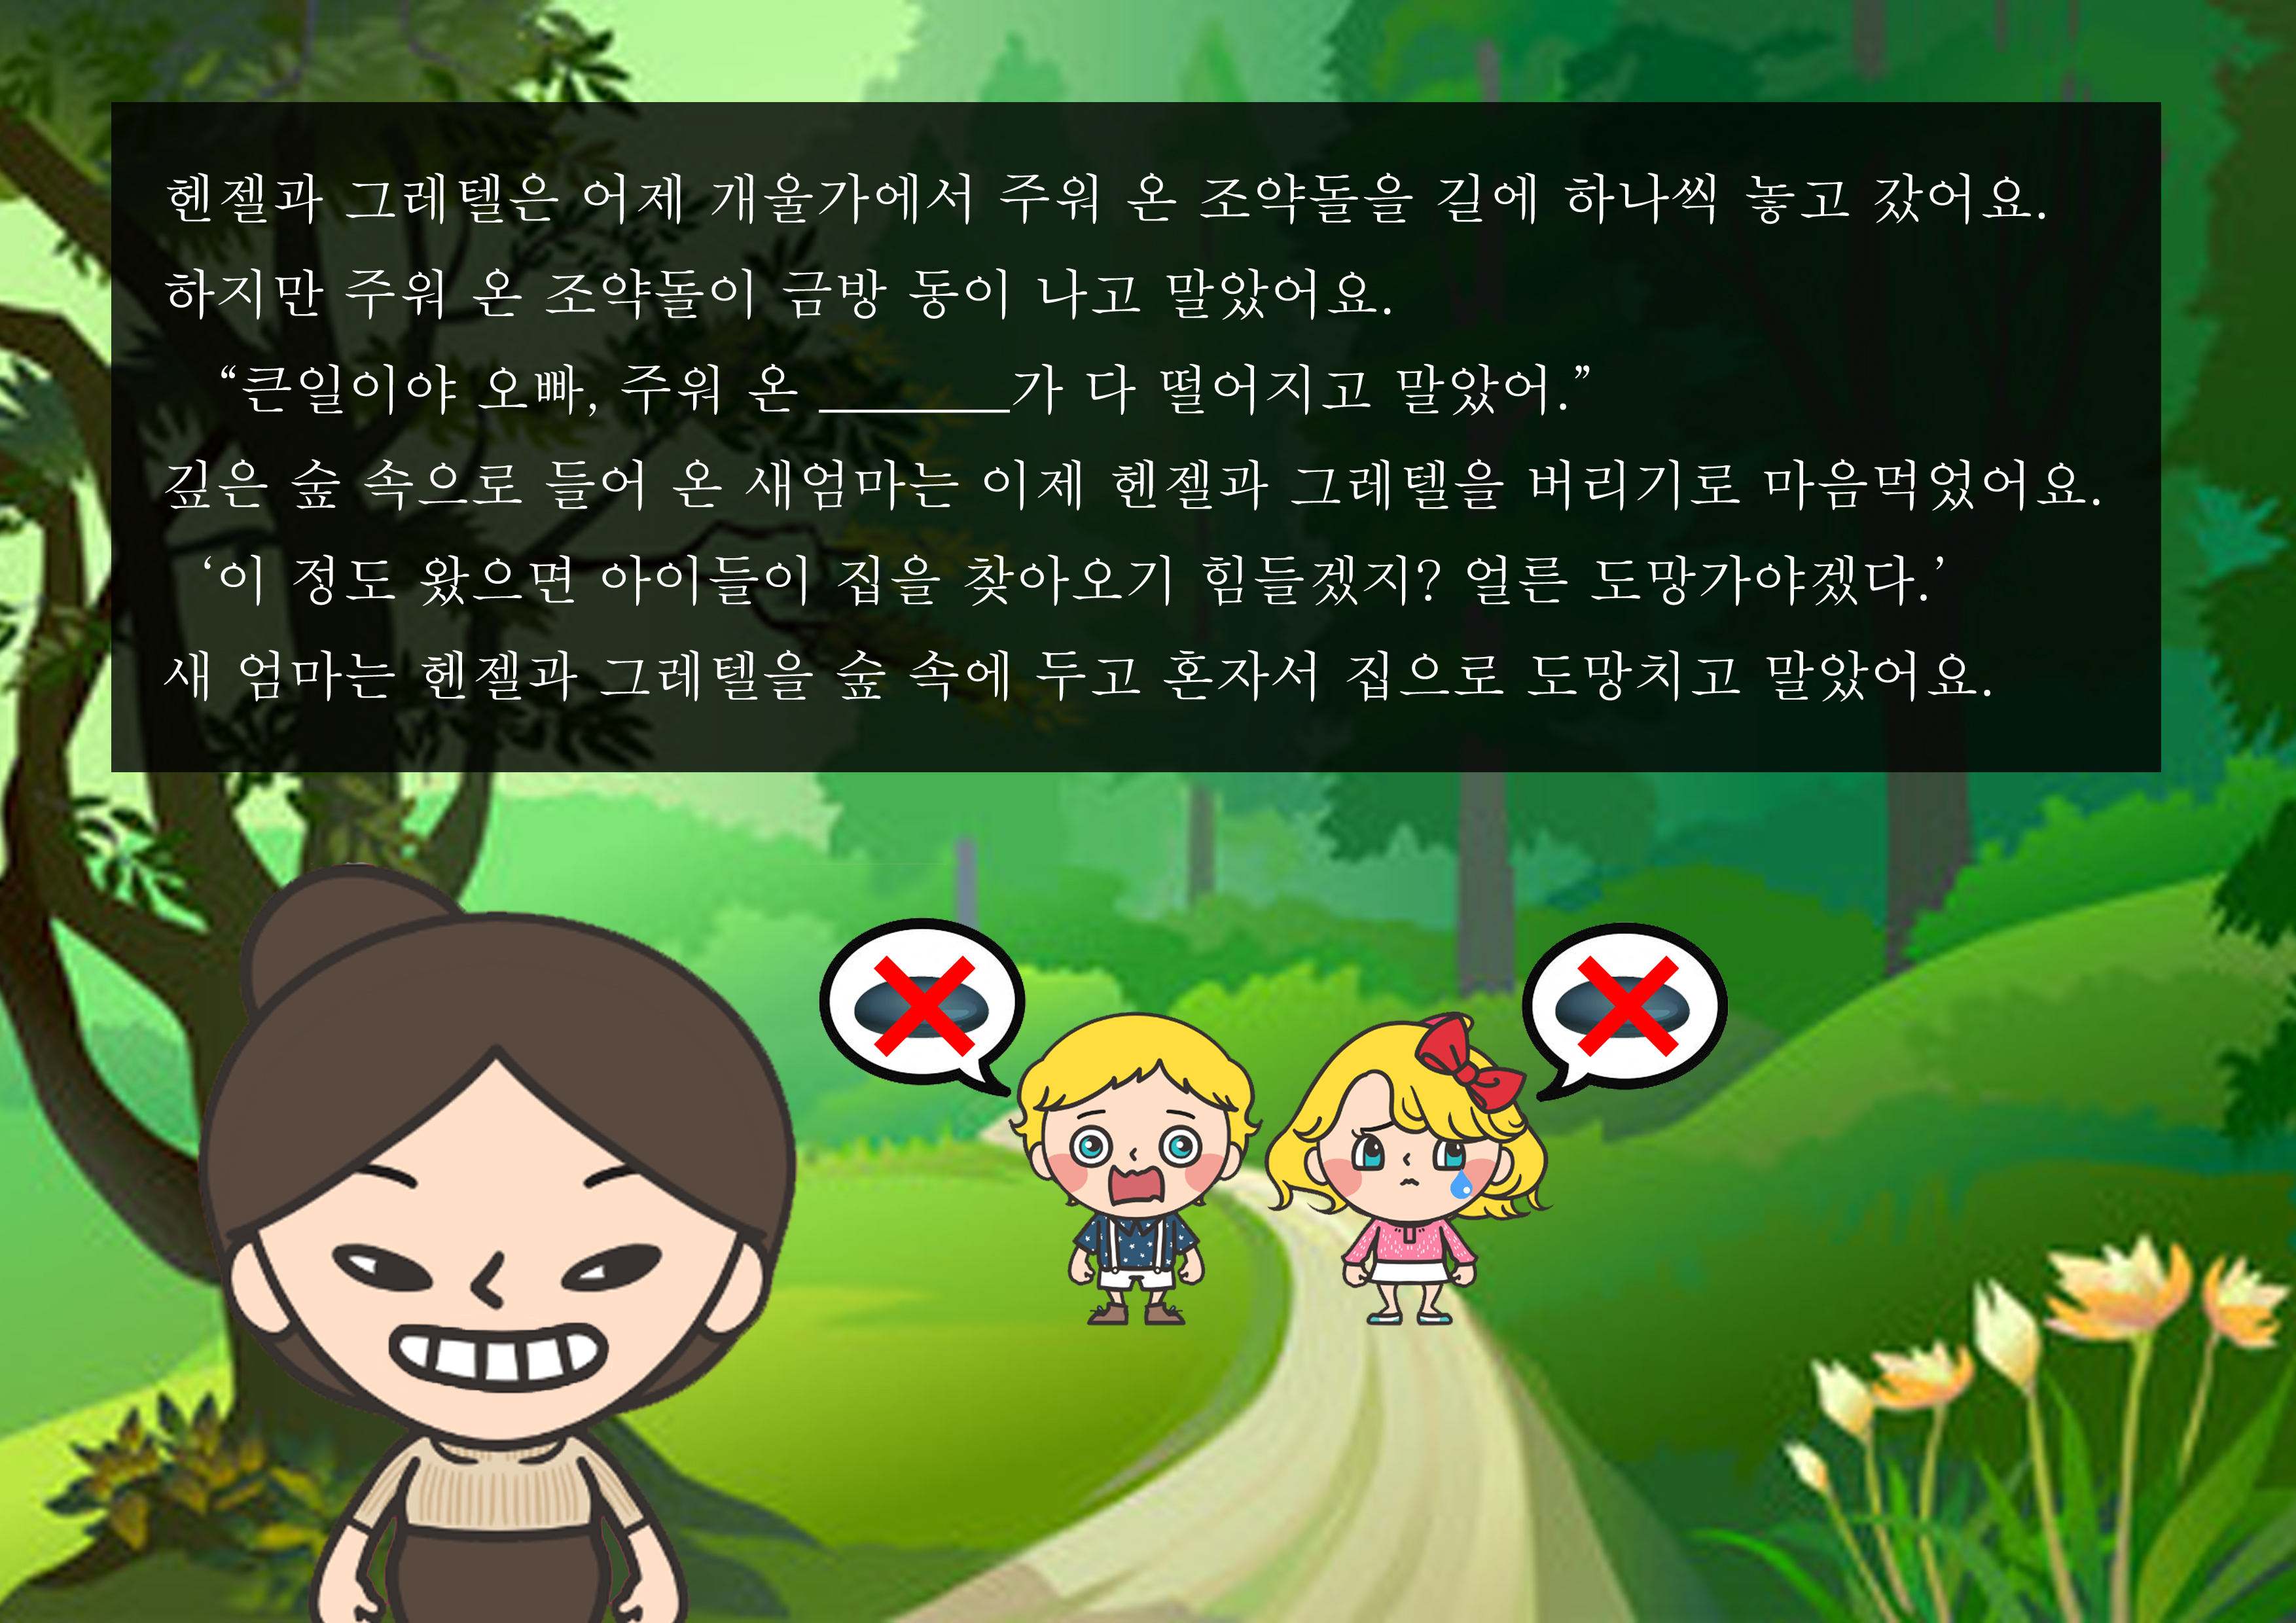 헨젤과 그레텔은 어제 개울가에서 주워 온 조약돌을 길에 하나씩 놓고 갔어요.
하지만 주워 온 조약돌이 금방 동이 나고 말았어요.
“큰일이야 오빠, 주워 온 ______가 다 떨어지고 말았어.”
깊은 숲 속으로 들어 온 새엄마는 이제 헨젤과 그레텔을 버리기로 마음먹었어요.
‘이 정도 왔으면 아이들이 집을 찾아오기 힘들겠지? 얼른 도망가야겠다.’
새 엄마는 헨젤과 그레텔을 숲 속에 두고 혼자서 집으로 도망치고 말았어요.